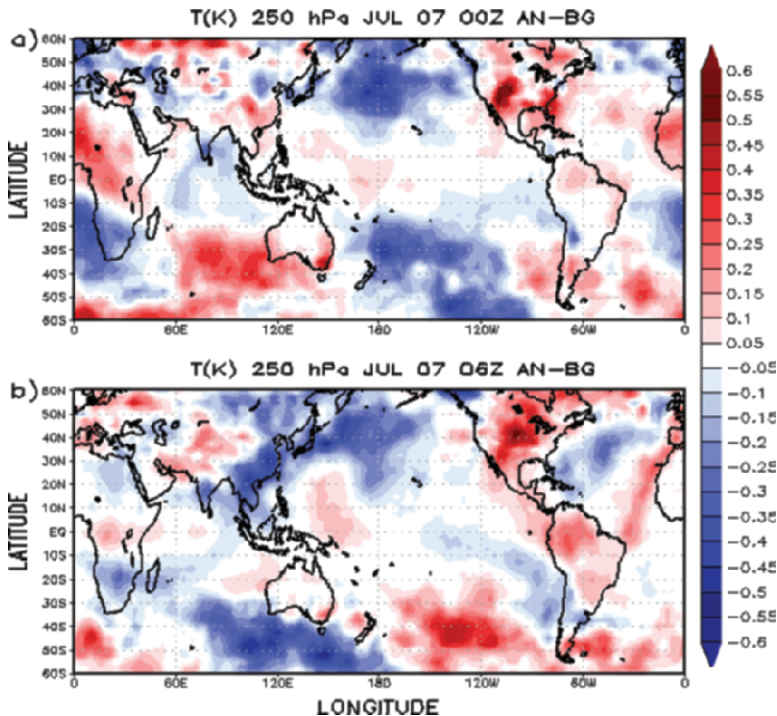 T(K) 250 hPa JUL 07 00Z AN-BG
a)
60N
50N
40N
30N
20N
10N
EQ
10S
20S
30S
40S
50S
60S
LATITUDE
0
60E
120E
180
120W
60W
0
T(K) 250 hPa JUL 07 06Z AN-BG
b)
60N
50N
40N
30N
20N
10N
EQ
10S
20S
30S
40S
50S
60S
LATITUDE
0
60E
120E
180
120W
60W
0
LONGITUDE
0.6
0.55
0.5
0.45
0.4
0.35
0.3
0.25
0.2
0.15
0.1
0.05
-0.05
-0.1
-0.15
-0.2
-0.25
-0.3
-0.35
-0.4
-0.45
-0.5
-0.55
-0.6